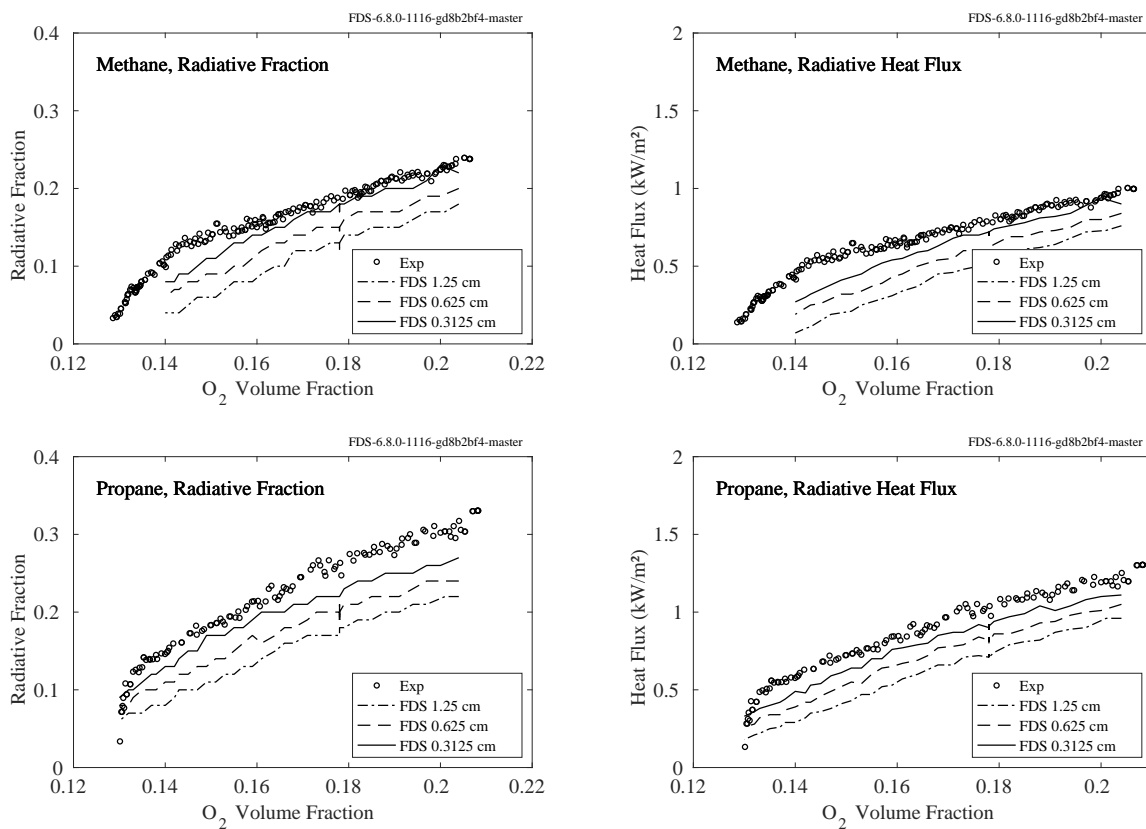 FDS-6.8.0-1116-gd8b2bf4-master
Methane, Radiative Fraction
Radiative Fraction
0.4
0.3
0.2
0.1
0
0.12
0.14
0.16
0.18
0.2
0.22
O2 Volume Fraction
Exp
FDS 1.25 cm
FDS 0.625 cm
FDS 0.3125 cm
FDS-6.8.0-1116-gd8b2bf4-master
Methane, Radiative Heat Flux
Heat Flux (kW/m²)
2
1.5
1
0.5
0
0.12
0.14
0.16
0.18
0.2
O2 Volume Fraction
Exp
FDS 1.25 cm
FDS 0.625 cm
FDS 0.3125 cm
FDS-6.8.0-1116-gd8b2bf4-master
Propane, Radiative Fraction
Radiative Fraction
0.4
0.3
0.2
0.1
0
0.12
0.14
0.16
0.18
0.2
0.22
O2 Volume Fraction
Exp
FDS 1.25 cm
FDS 0.625 cm
FDS 0.3125 cm
FDS-6.8.0-1116-gd8b2bf4-master
Propane, Radiative Heat Flux
Heat Flux (kW/m²)
2
1.5
1
0.5
0
0.12
0.14
0.16
0.18
0.2
O2 Volume Fraction
Exp
FDS 1.25 cm
FDS 0.625 cm
FDS 0.3125 cm